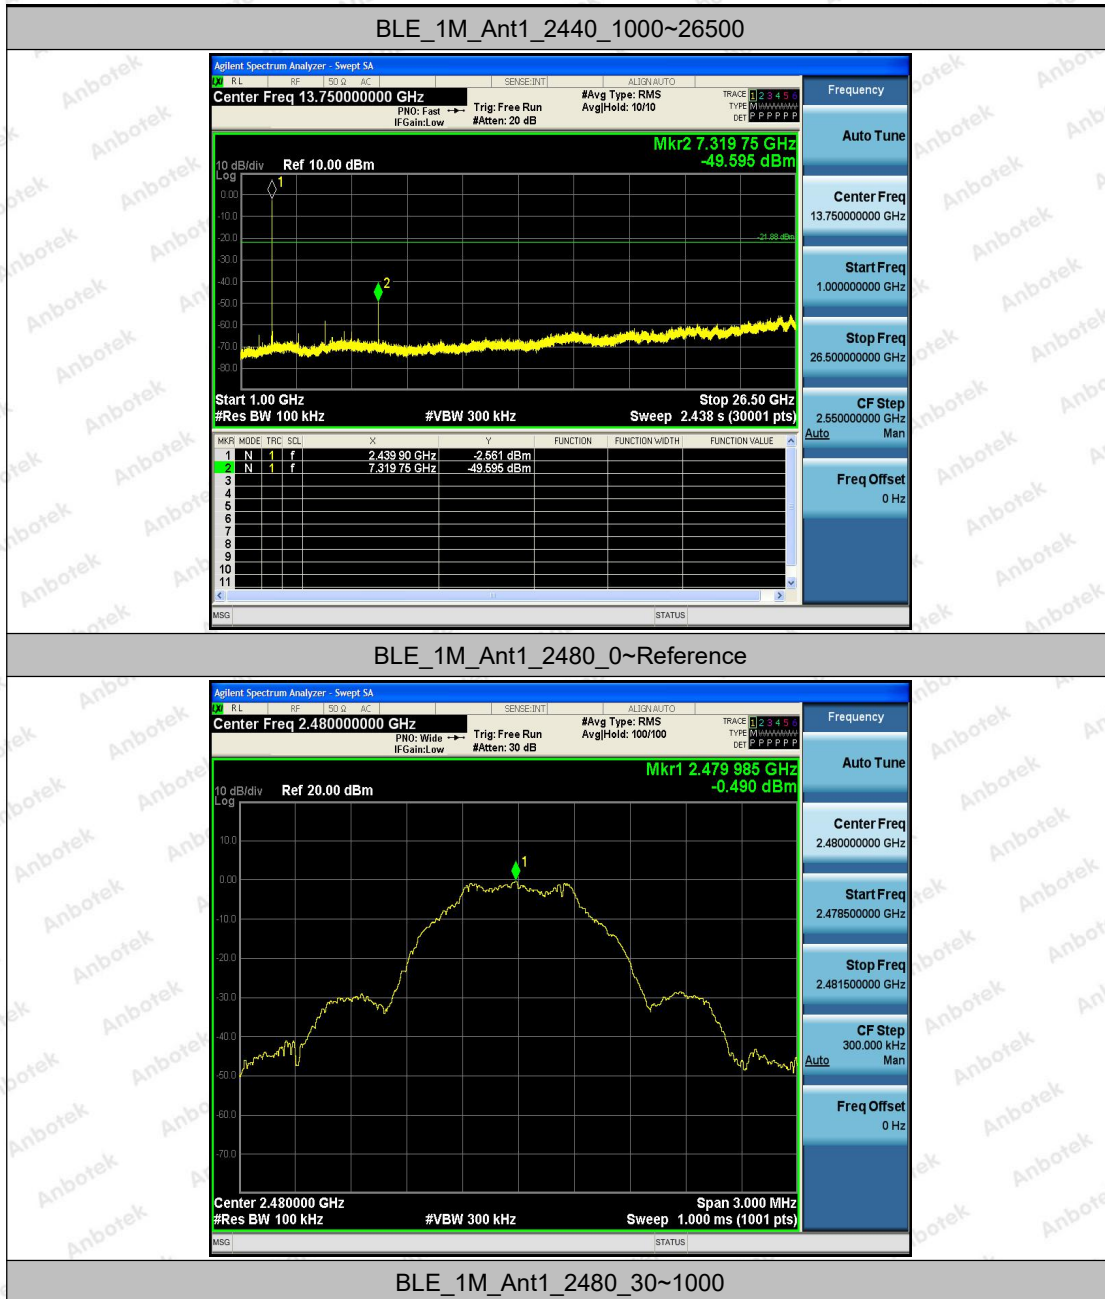 BLE_1M_Ant1_2440_1000~26500
Agilent Spectrum Analyzer - Swept SA
RL RF 50 Ω AC SENSE:INT ALIGN AUTO
Center Freq 13.750000000 GHz
PNO: Fast
IFGain:Low
Trig: Free Run
#Atten: 20 dB
#Avg Type: RMS
Avg|Hold: 10/10
TRACE 1 2 3 4 5 6
TYPE M
DET P P P P P P
Mkr2 7.319 75 GHz
-49.595 dBm
10 dB/div
Log
Ref 10.00 dBm
1
0.00
-10.0
-20.0
-21.88 dBm
-30.0
-40.0
2
-50.0
-60.0
-70.0
-80.0
Start 1.00 GHz
Stop 26.50 GHz
#Res BW 100 kHz
#VBW 300 kHz
Sweep 2.438 s (30001 pts)
MKR MODE TRC SCL X Y FUNCTION FUNCTION WIDTH FUNCTION VALUE
1 N 1 f 2.439 90 GHz -2.561 dBm
2 N 1 f 7.319 75 GHz -49.595 dBm
3
4
5
6
7
8
9
10
11
MSG STATUS
Frequency
Auto Tune
Center Freq
13.750000000 GHz
Start Freq
1.000000000 GHz
Stop Freq
26.500000000 GHz
CF Step
2.550000000 GHz
Auto Man
Freq Offset
0 Hz
BLE_1M_Ant1_2480_0~Reference
Agilent Spectrum Analyzer - Swept SA
RL RF 50 Ω AC SENSE:INT ALIGN AUTO
Center Freq 2.480000000 GHz
PNO: Wide
IFGain:Low
Trig: Free Run
#Atten: 30 dB
#Avg Type: RMS
Avg|Hold: 100/100
TRACE 1 2 3 4 5 6
TYPE M
DET P P P P P P
Mkr1 2.479 985 GHz
-0.490 dBm
10 dB/div
Log
Ref 20.00 dBm
10.0
1
0.00
-10.0
-20.0
-30.0
-40.0
-50.0
-60.0
-70.0
Center 2.480000 GHz
Span 3.000 MHz
#Res BW 100 kHz
#VBW 300 kHz
Sweep 1.000 ms (1001 pts)
MSG STATUS
Frequency
Auto Tune
Center Freq
2.480000000 GHz
Start Freq
2.478500000 GHz
Stop Freq
2.481500000 GHz
CF Step
300.000 kHz
Auto Man
Freq Offset
0 Hz
BLE_1M_Ant1_2480_30~1000
Anbotek